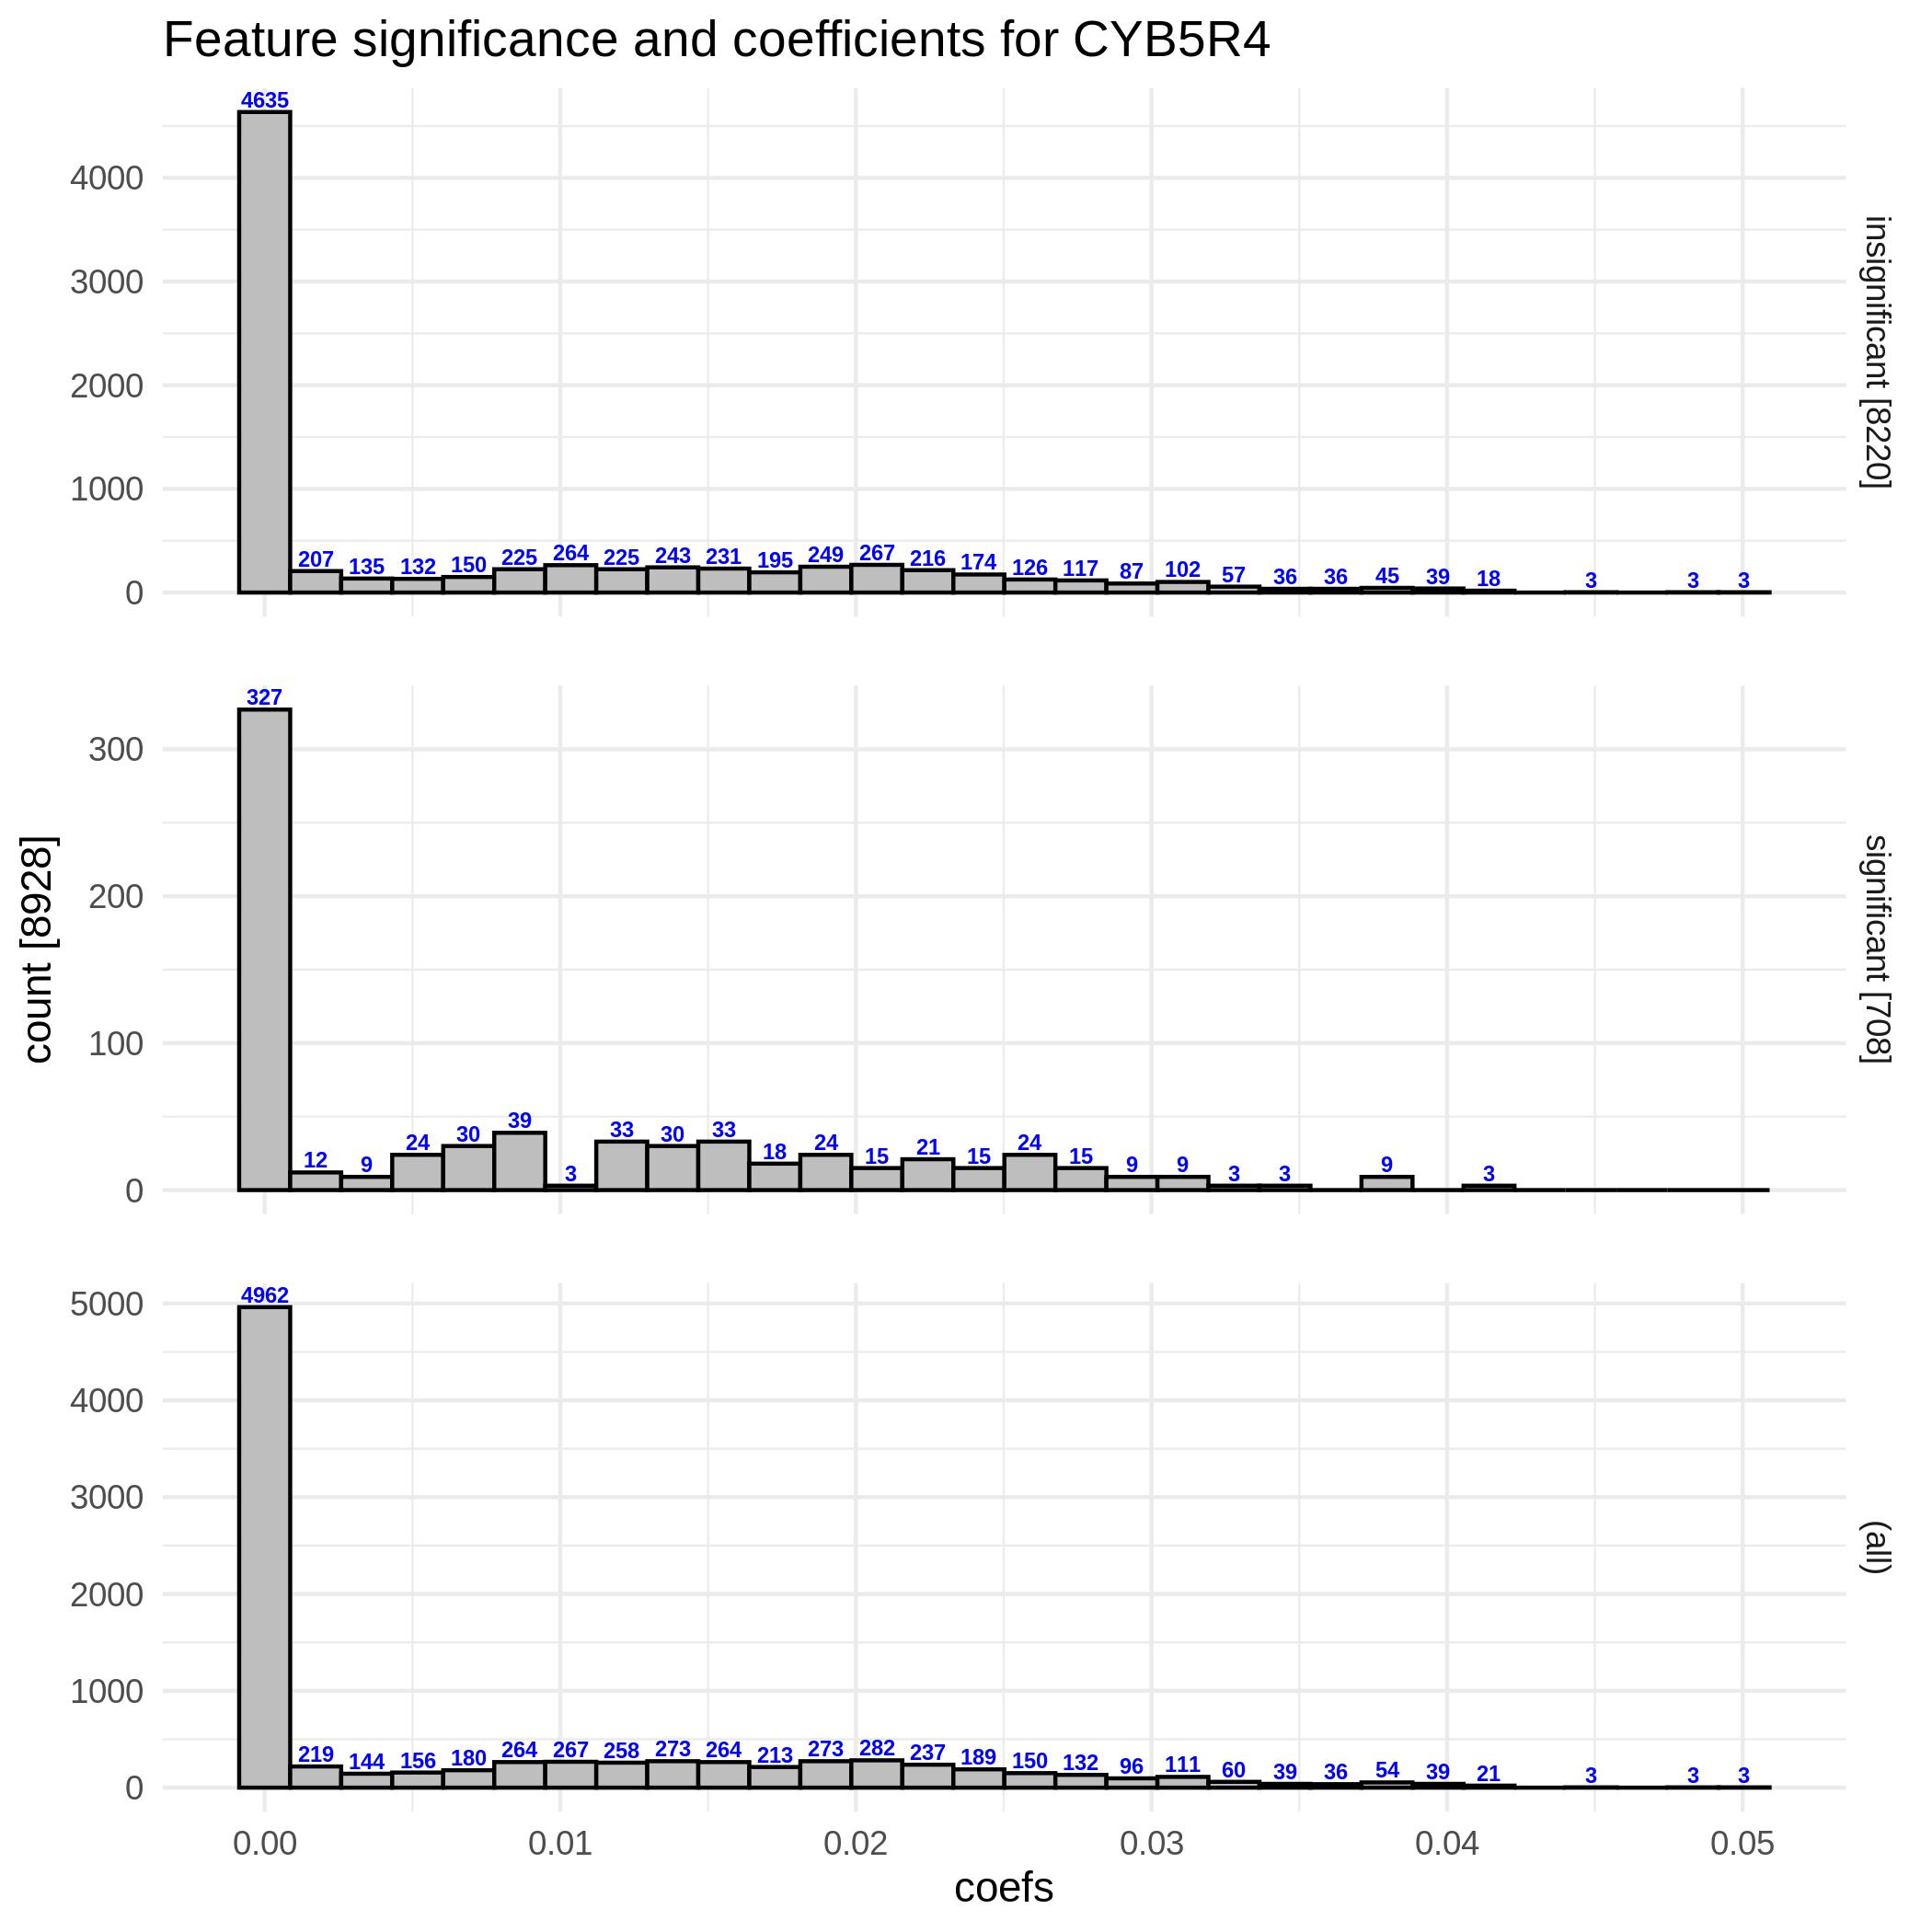 Feature significance and coefficients for CYB5R4
4635
4000
3000
2000
1000
0
207 135 132 150 225 264 225 243 231 195 249 267 216 174 126 117 87 102 57 36 36 45 39 18 3 3 3
insignificant [8220]
327
300
200
100
0
12 9 24 30 39 3 33 30 33 18 24 15 21 15 24 15 9 9 3 3 9 3
significant [708]
count [8928]
4962
5000
4000
3000
2000
1000
0
219 144 156 180 264 267 258 273 264 213 273 282 237 189 150 132 96 111 60 39 36 54 39 21 3 3 3
(all)
0.00 0.01 0.02 0.03 0.04 0.05
coefs